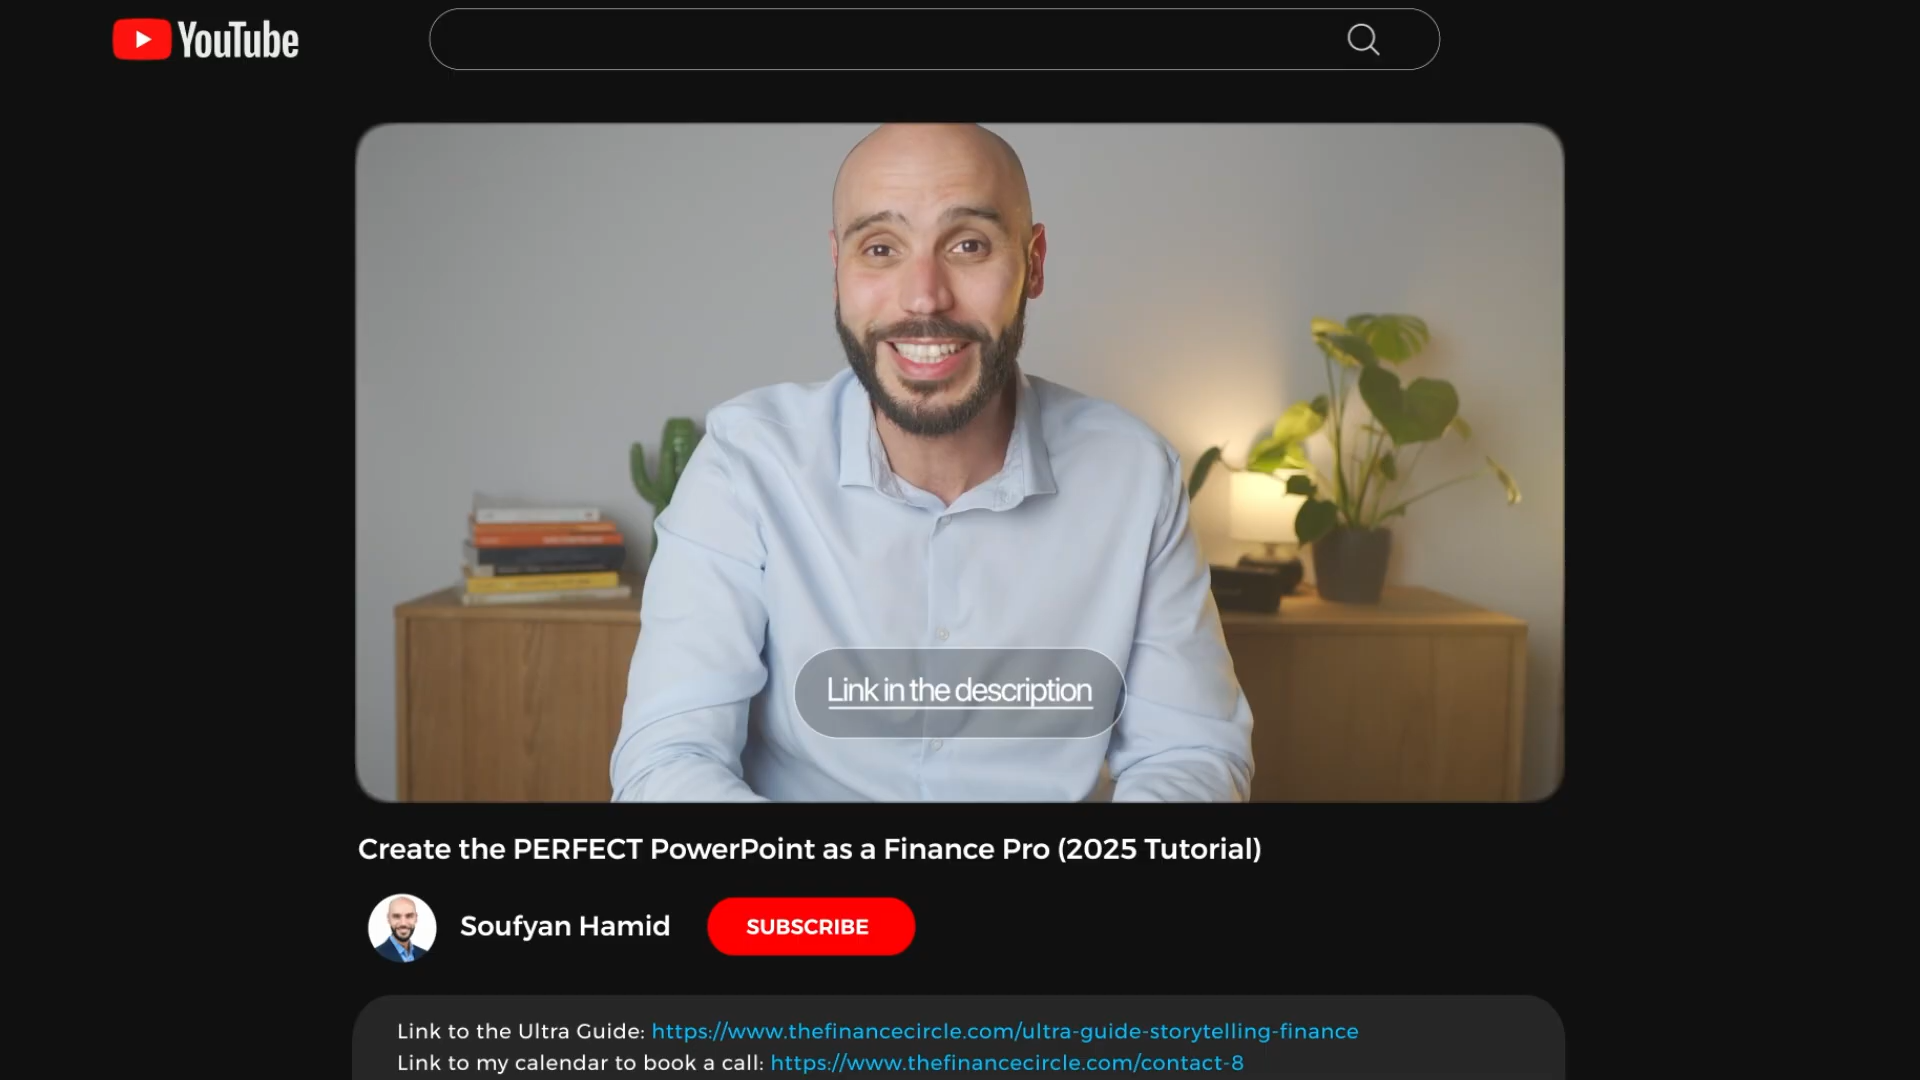 YouTube
Link in the description
Create the PERFECT PowerPoint as a Finance Pro (2025 Tutorial)
Soufyan Hamid
SUBSCRIBE
Link to the Ultra Guide: https://www.thefinancecircle.com/ultra-guide-storytelling-finance
Link to my calendar to book a call: https://www.thefinancecircle.com/contact-8